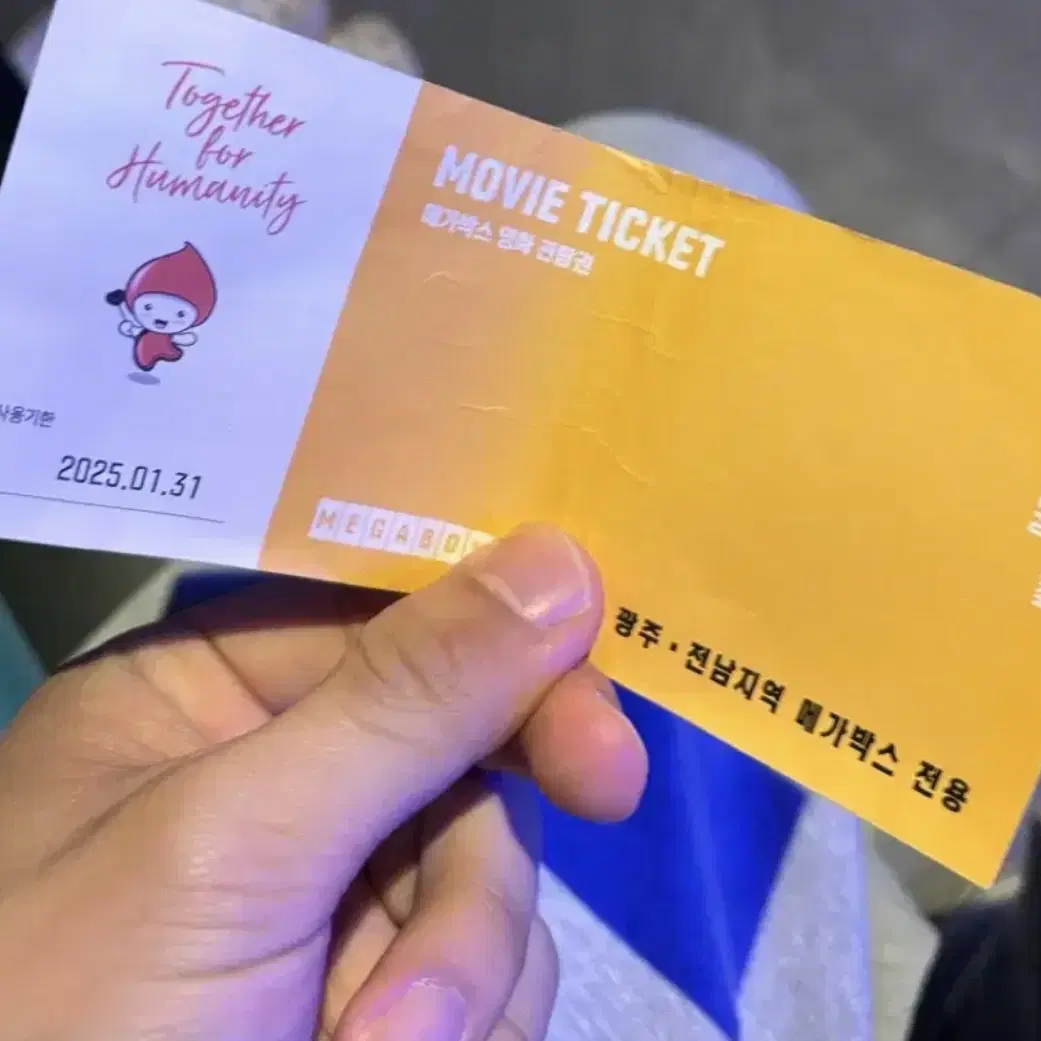 Together
for
Humanity
사용기한
2025.01.31
MOVIE TICKET
메가박스 영화 관람권
MEGABOX
광주·전남지역 메가박스 전용